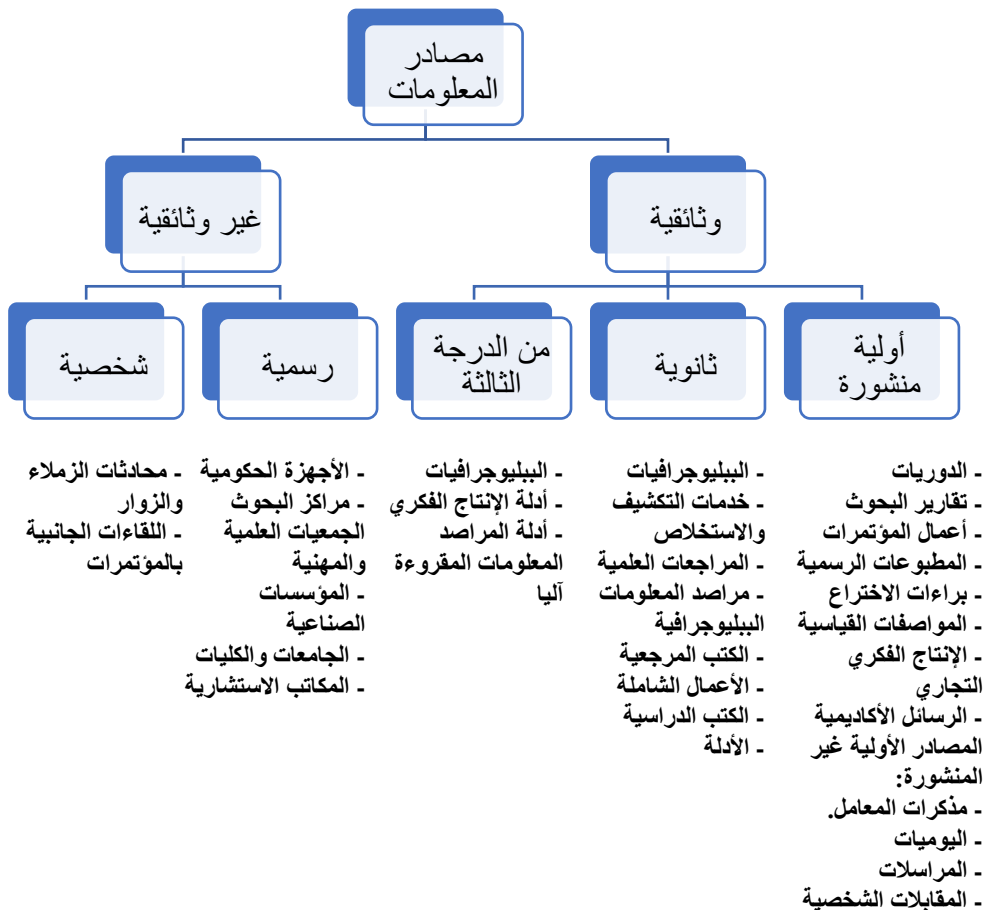 مصادر
المعلومات
وثائقية
غير وثائقية
أولية
منشورة
ثانوية
من الدرجة
الثالثة
رسمية
شخصية
- الدوريات
- تقارير البحوث
- أعمال المؤتمرات
- المطبوعات الرسمية
- براءات الاختراع
- المواصفات القياسية
- الإنتاج الفكري
التجاري
- الرسائل الأكاديمية
المصادر الأولية غير
المنشورة:
- مذكرات المعامل.
- اليوميات
- المراسلات
- المقابلات الشخصية
- الببليوجرافيات
- خدمات التكشيف
والاستخلاص
- المراجعات العلمية
- مراصد المعلومات
الببليوجرافية
- الكتب المرجعية
- الأعمال الشاملة
- الكتب الدراسية
- الأدلة
- الببليوجرافيات
- أدلة الإنتاج الفكري
- أدلة المراصد
المعلومات المقروءة
آليا
- الأجهزة الحكومية
- مراكز البحوث
الجمعيات العلمية
والمهنية
- المؤسسات
الصناعية
- الجامعات والكليات
- المكاتب الاستشارية
- محادثات الزملاء
والزوار
- اللقاءات الجانبية
بالمؤتمرات